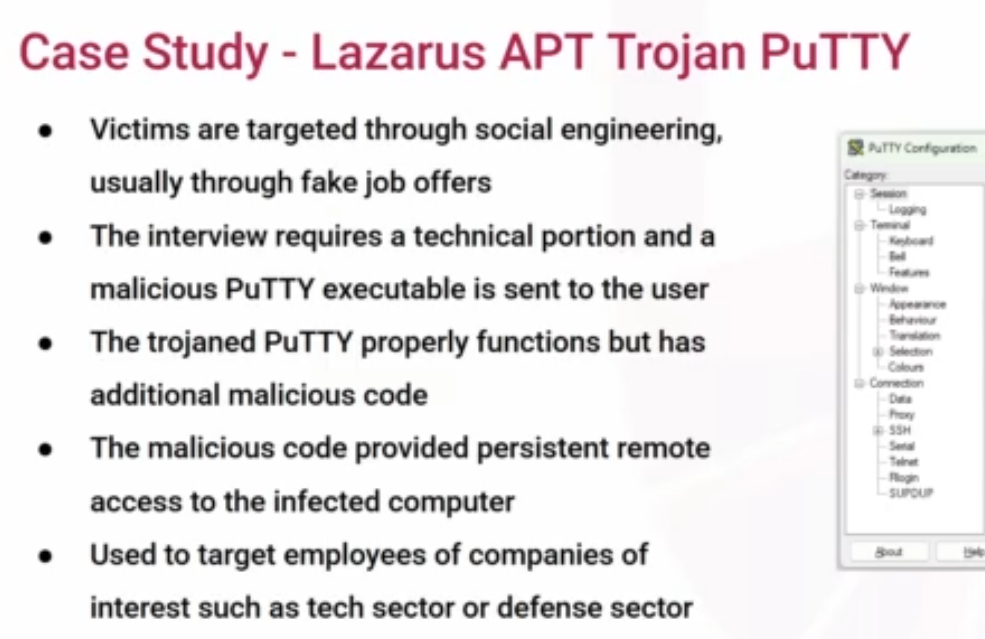 Case Study - Lazarus APT Trojan PuTTY
● Victims are targeted through social engineering,
usually through fake job offers
● The interview requires a technical portion and a
malicious PuTTY executable is sent to the user
● The trojaned PuTTY properly functions but has
additional malicious code
● The malicious code provided persistent remote
access to the infected computer
● Used to target employees of companies of
interest such as tech sector or defense sector
PuTTY Configuration
Category:
Session
Logging
Terminal
Keyboard
Bell
Features
Window
Appearance
Behaviour
Translation
Selection
Colours
Connection
Data
Proxy
SSH
Serial
Telnet
Rlogin
SUPDUP
About
Help